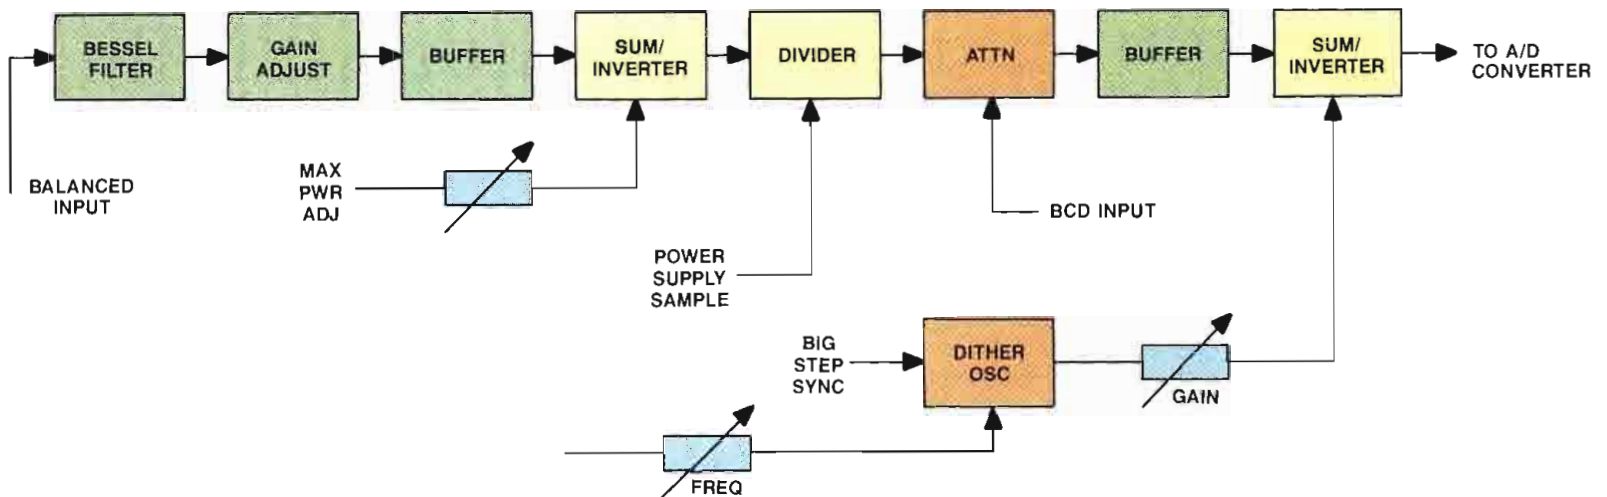 BESSEL
FILTER
GAIN
ADJUST
BUFFER
SUM/
INVERTER
DIVIDER
ATTN
BUFFER
SUM/
INVERTER
TO A/D
CONVERTER
BALANCED
INPUT
MAX
PWR
ADJ
BCD INPUT
POWER
SUPPLY
SAMPLE
BIG
STEP
SYNC
DITHER
OSC
GAIN
FREQ